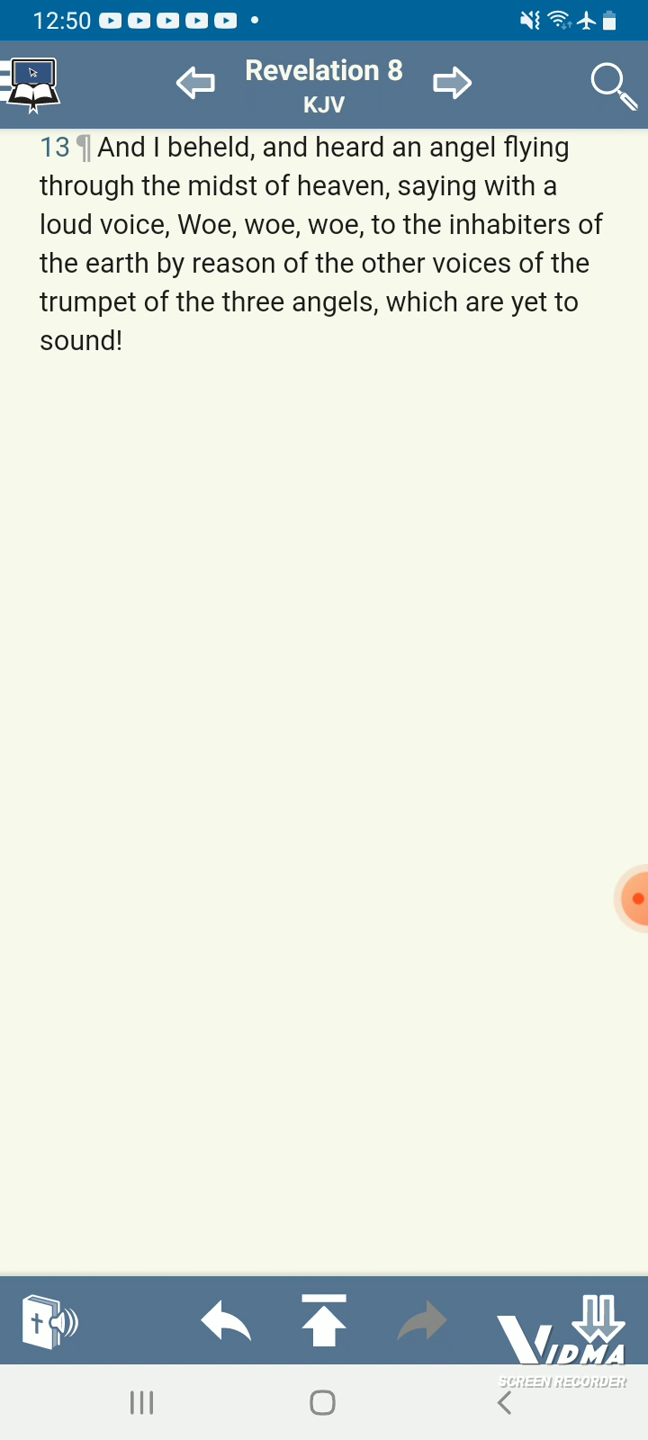 12:50
Revelation 8
KJV
13 ¶ And I beheld, and heard an angel flying
through the midst of heaven, saying with a
loud voice, Woe, woe, woe, to the inhabiters of
the earth by reason of the other voices of the
trumpet of the three angels, which are yet to
sound!
VIDMA
SCREEN RECORDER